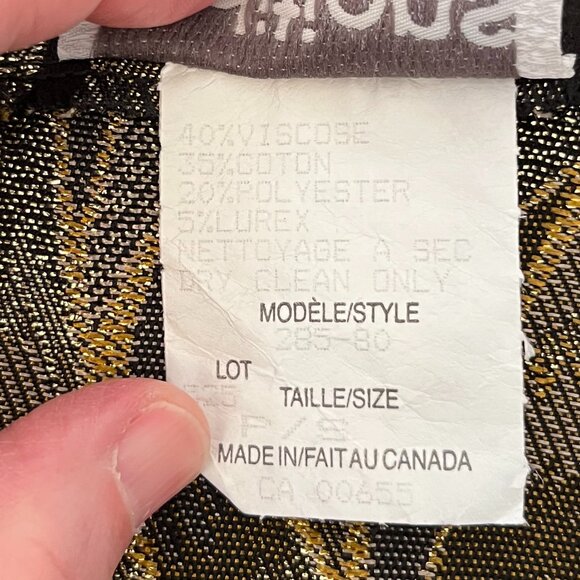 40%VISCOSE
35%COTON
20%POLYESTER
5%LUREX
NETTOYAGE A SEC
DRY CLEAN ONLY
MODÈLE/STYLE
285-80
LOT
TAILLE/SIZE
P/S
MADE IN/FAIT AU CANADA
CA 00655